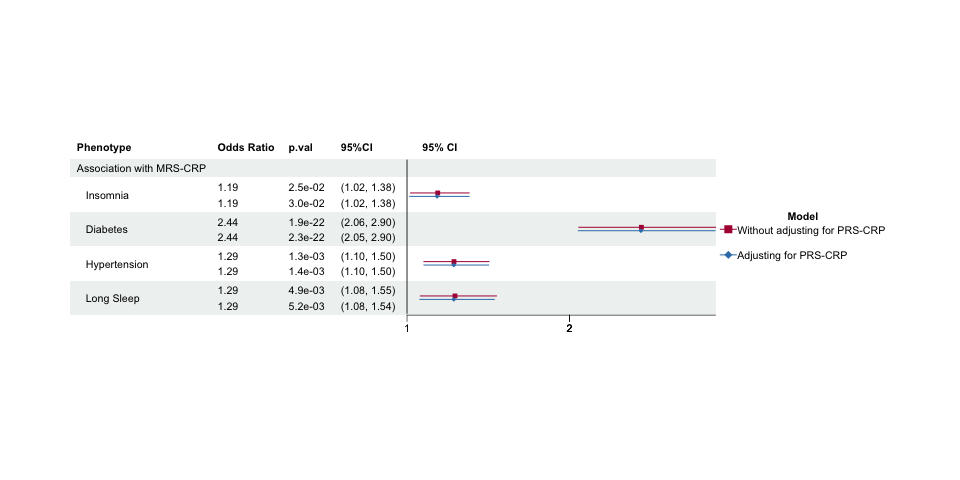 Phenotype Odds Ratio p.val 95%CI 95% CI
Association with MRS-CRP
Insomnia
1.19 2.5e-02 (1.02, 1.38)
1.19 3.0e-02 (1.02, 1.38)
Diabetes
2.44 1.9e-22 (2.06, 2.90)
2.44 2.3e-22 (2.05, 2.90)
Hypertension
1.29 1.3e-03 (1.10, 1.50)
1.29 1.4e-03 (1.10, 1.50)
Long Sleep
1.29 4.9e-03 (1.08, 1.55)
1.29 5.2e-03 (1.08, 1.54)
1 2
Model
Without adjusting for PRS-CRP
Adjusting for PRS-CRP